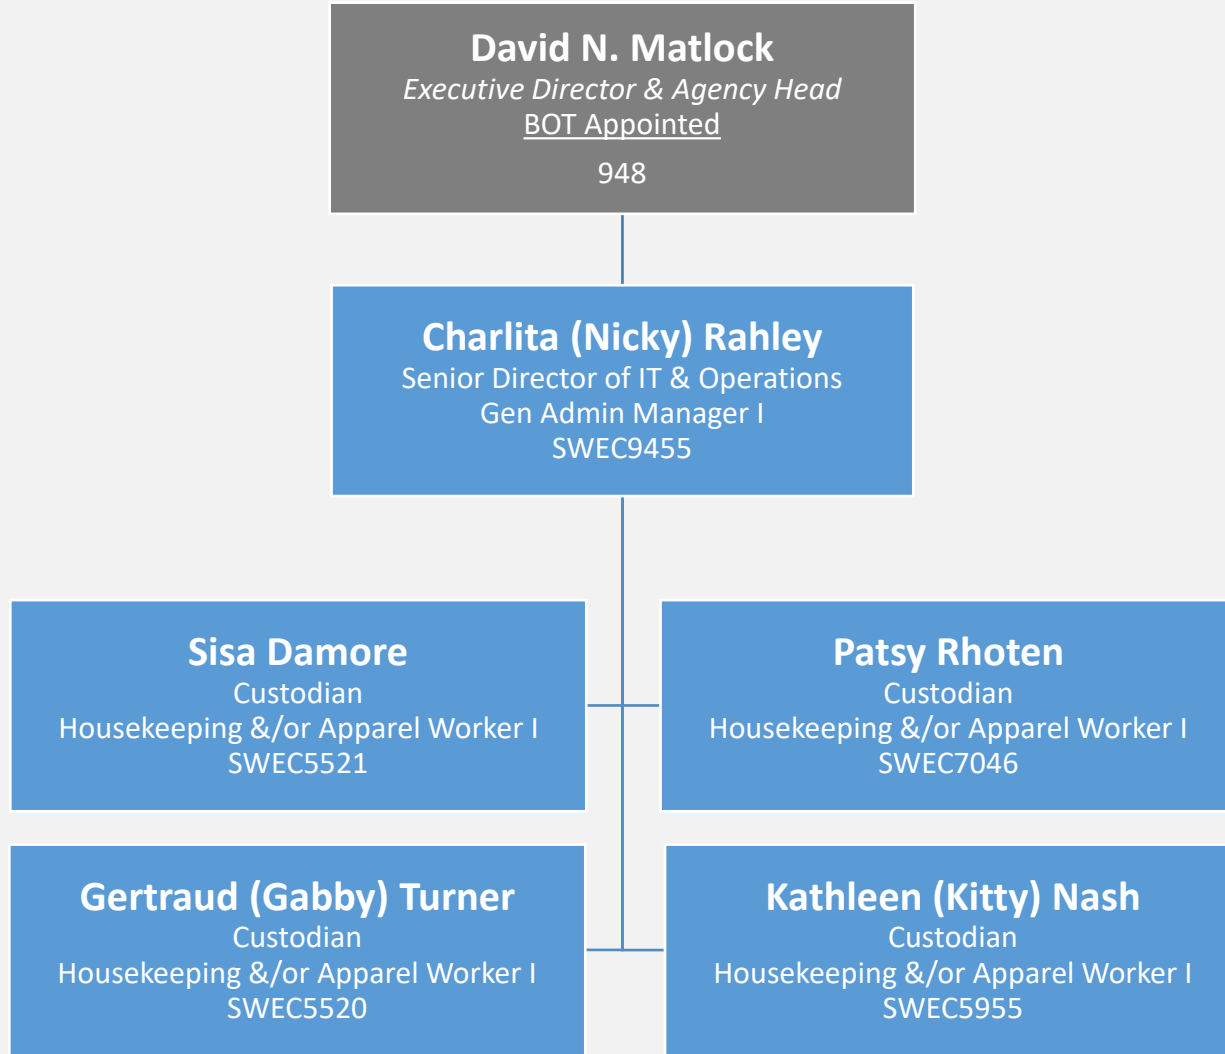 David N. Matlock
Executive Director & Agency Head
BOT Appointed
948
Charlita (Nicky) Rahley
Senior Director of IT & Operations
Gen Admin Manager I
SWEC9455
Sisa Damore
Custodian
Housekeeping &/or Apparel Worker I
SWEC5521
Patsy Rhoten
Custodian
Housekeeping &/or Apparel Worker I
SWEC7046
Gertraud (Gabby) Turner
Custodian
Housekeeping &/or Apparel Worker I
SWEC5520
Kathleen (Kitty) Nash
Custodian
Housekeeping &/or Apparel Worker I
SWEC5955